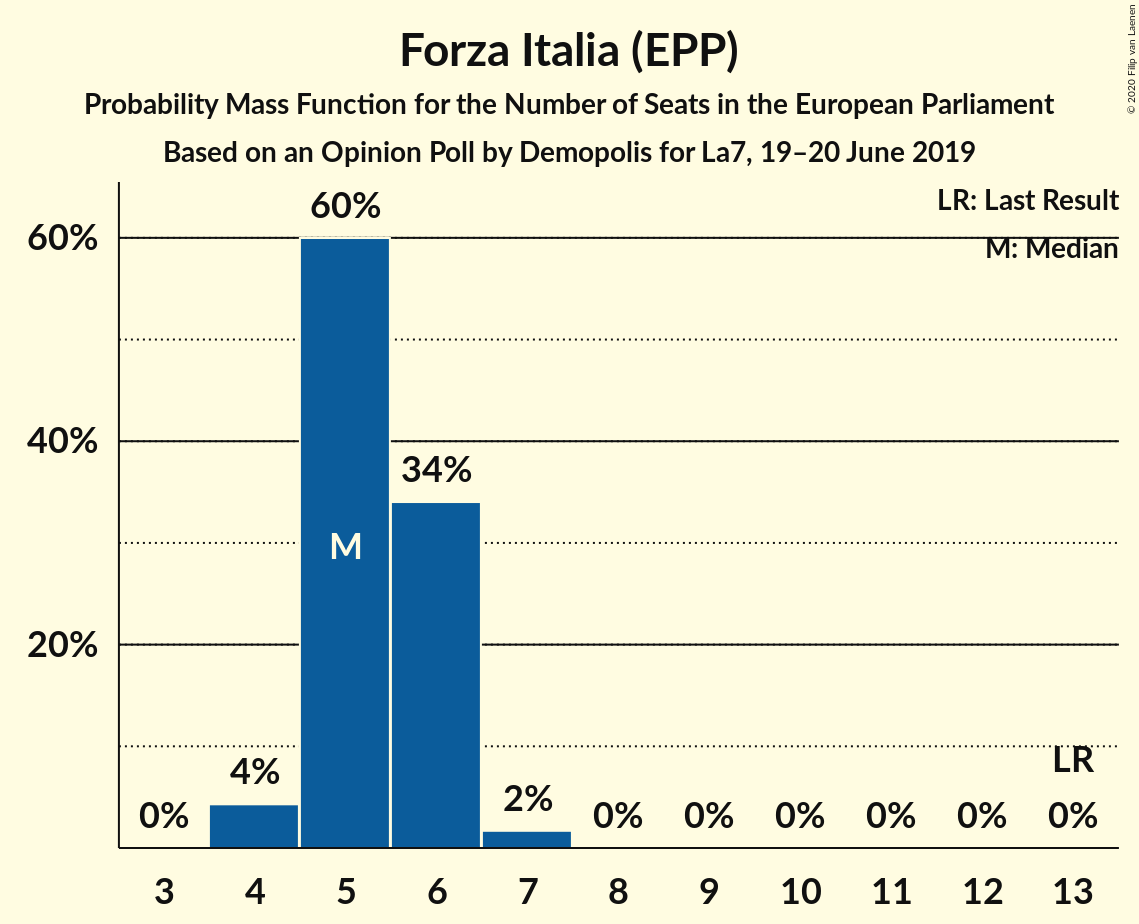 Forza Italia (EPP)
Probability Mass Function for the Number of Seats in the European Parliament
Based on an Opinion Poll by Demopolis for La7, 19–20 June 2019
© 2020 Filip van Laenen
LR: Last Result
M: Median
60%
40%
20%
0%
4%
60%
M
34%
2%
0%
0%
0%
0%
0%
LR
0%
3 4 5 6 7 8 9 10 11 12 13